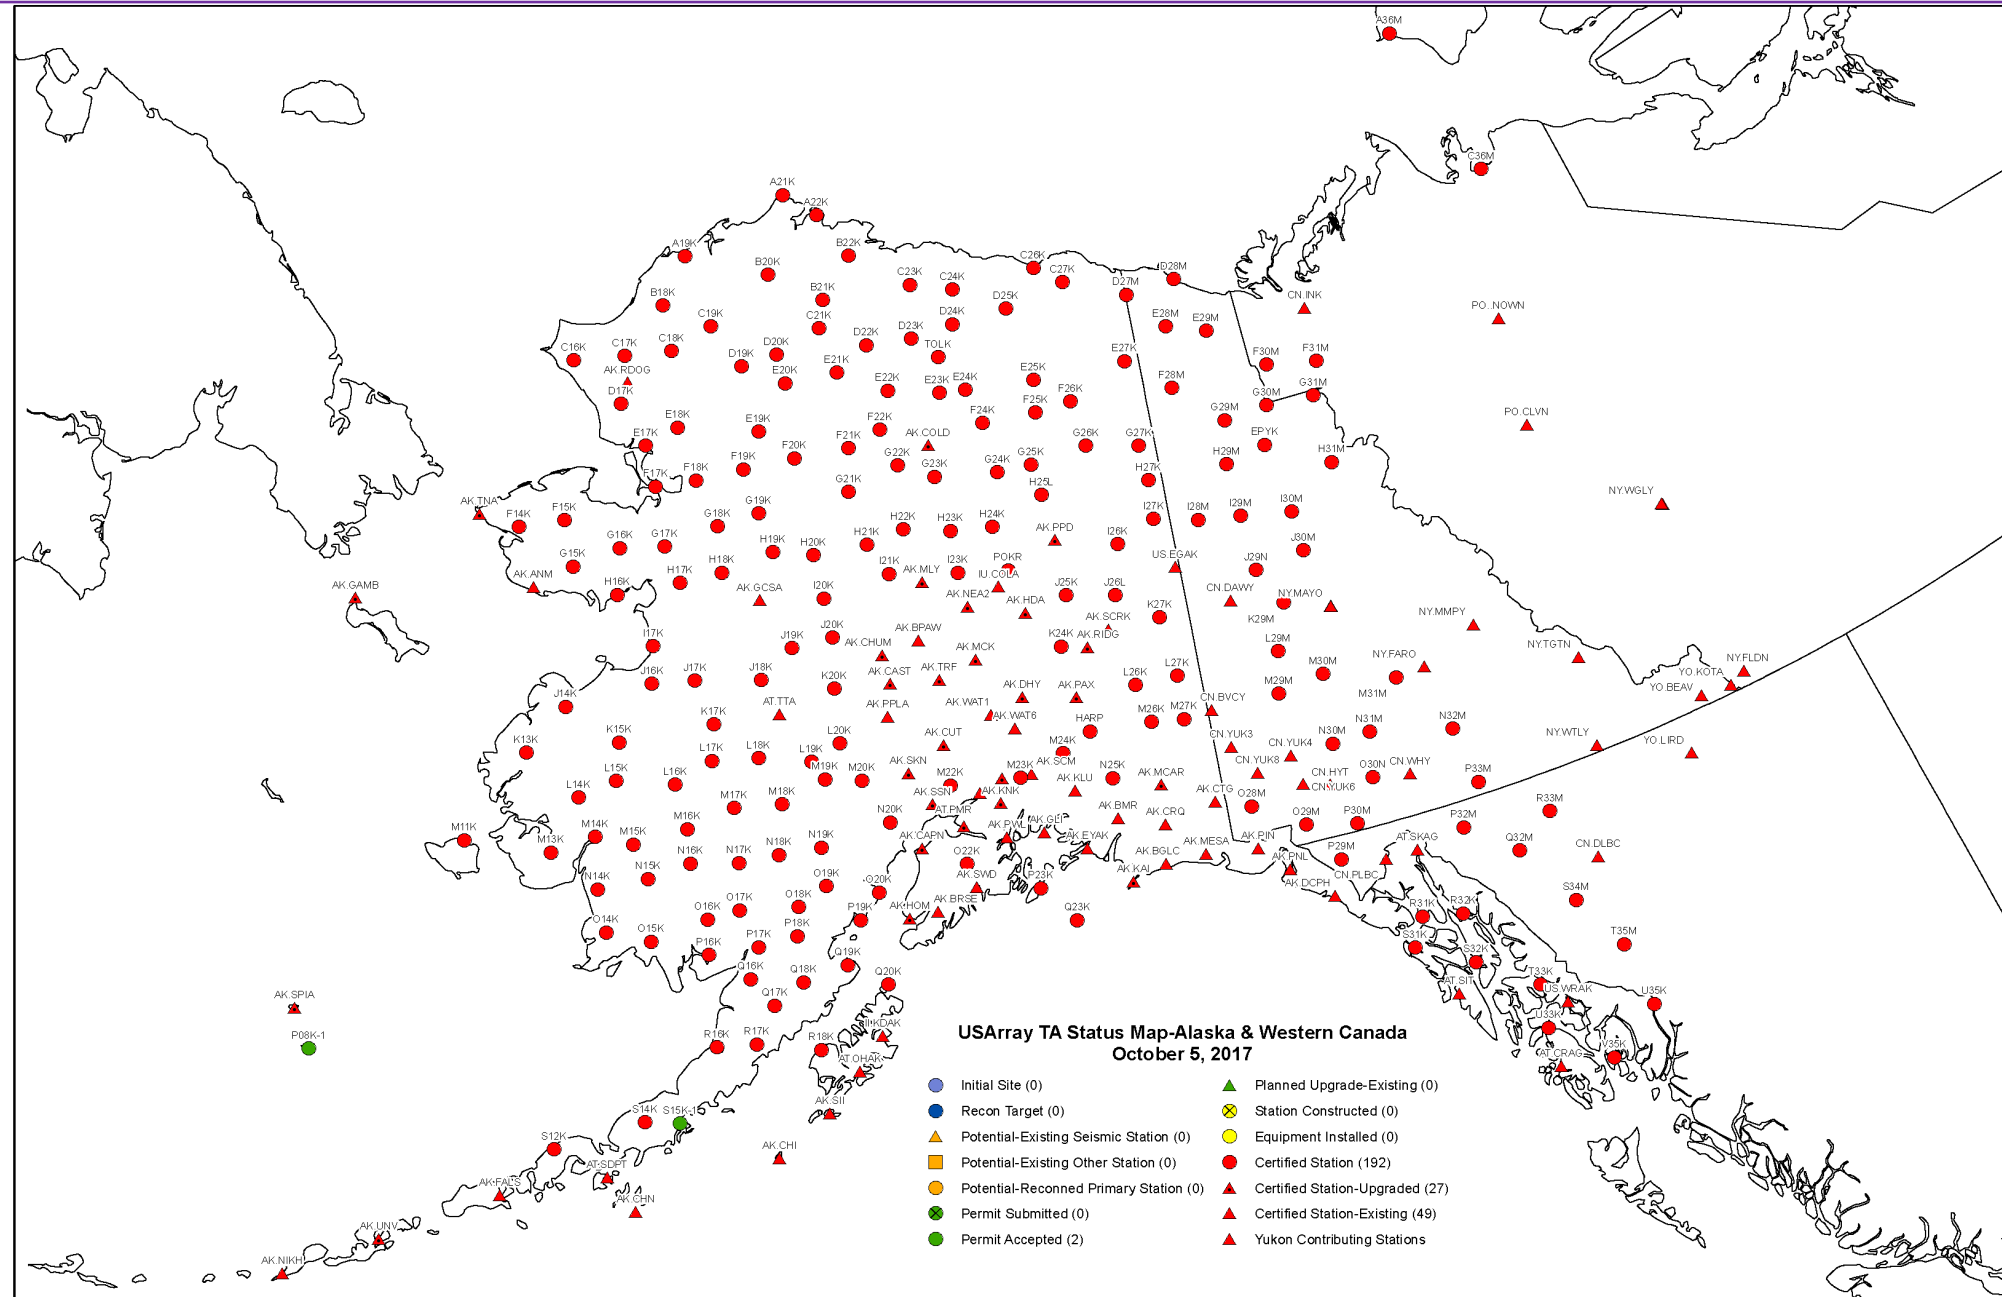 A36M
C36M
A21K
A22K
A19K
B22K
B20K
C26K
C27K
D28M
C23K
C24K
D27M
B18K
B21K
D25K
CN.INK
PO..NOWN
C19K
C21K
D24K
E28M
E29M
C16K
C17K
C18K
D20K
D22K
D23K
TOLK
E27K
F30M
F31M
AK.RDOG
D19K
E20K
E21K
E22K
E23K
E24K
E25K
F26K
F28M
G30M
G31M
D17K
F25K
G29M
PO.CLVN
E17K
E18K
E19K
F20K
F21K
F22K
AK.COLD
F24K
G26K
G27K
EPYK
F17K
F18K
F19K
G22K
G23K
G24K
G25K
H29M
H31M
H25L
H27K
AK.TNA
F14K
F15K
G18K
G19K
G21K
NY.WGLY
G15K
G16K
G17K
H19K
H20K
H21K
H22K
H23K
H24K
AK.PPD
I26K
I27K
I28M
I29M
I30M
J30M
AK.GAMB
AK.ANM
H16K
H17K
H18K
AK.GCSA
I20K
I21K
AK.MLY
I23K
POKR
IU.COLA
J25K
J26L
US.EGAK
J29N
CN.DAWY
NY.MAYO
AK.NEA2
AK.HDA
AK.SCRK
K27K
K29M
NY.MMPY
I17K
J19K
J20K
AK.CHUM
AK.BPAW
AK.MCK
K24K
AK.RIDG
L29M
NY.TGTN
J16K
J17K
J18K
K20K
AK.CAST
AK.TRF
AK.DHY
AK.PAX
L26K
L27K
M29M
M30M
NY.FARO
M31M
YO.KOTA
NY.FLDN
YO.BEAV
J14K
K17K
AT.TTA
AK.PPLA
AK.WAT1
AK.WAT6
HARP
M26K
M27K
CN.BVCY
K13K
K15K
L17K
L18K
L19K
L20K
AK.CUT
M24K
CN.YUK3
CN.YUK4
N30M
N31M
N32M
NY.WTLY
YO.LIRD
L14K
L15K
L16K
M19K
M20K
AK.SKN
M22K
M23K
AK.SCM
AK.KLU
N25K
AK.MCAR
CN.YUK8
CN.HYT
CN.YUK6
O30N
CN.WHY
P33M
M17K
M18K
AK.SSN
AK.KNK
AK.BMR
AK.CTG
O28M
R33M
M11K
M13K
M14K
M15K
M16K
N20K
AT.PMR
AK.PWL
AK.EYAK
AK.CRQ
O29M
P30M
P32M
N14K
N15K
N16K
N17K
N18K
N19K
AK.CAPN
O22K
AK.BGLC
AK.MESA
AK.PIN
AK.PNL
P29M
AT.SKAG
Q32M
CN.DLBC
O14K
O15K
O16K
O17K
O18K
O19K
O20K
AK.SWD
P23K
AK.KAI
AK.DCPH
CN.PLBC
S34M
P16K
P17K
P18K
P19K
AK.HOM
AK.BRSE
Q23K
R31K
R32K
Q16K
Q17K
Q18K
Q19K
Q20K
S31K
S32K
T35M
AK.SPIA
P08K-1
AT.SIT
T33K
US.WRAK
U35K
R16K
R17K
R18K
AT.OHAK
U33K
V35K
AT.CRAG
S14K
S15K-1
AK.SII
S12K
AT.SDPT
AK.CHI
AK.FALS
AK.CHN
AK.UNV
AK.NIKH
USArray TA Status Map-Alaska & Western Canada
October 5, 2017
Initial Site (0)
Recon Target (0)
Potential-Existing Seismic Station (0)
Potential-Existing Other Station (0)
Potential-Reconned Primary Station (0)
Permit Submitted (0)
Permit Accepted (2)
Planned Upgrade-Existing (0)
Station Constructed (0)
Equipment Installed (0)
Certified Station (192)
Certified Station-Upgraded (27)
Certified Station-Existing (49)
Yukon Contributing Stations